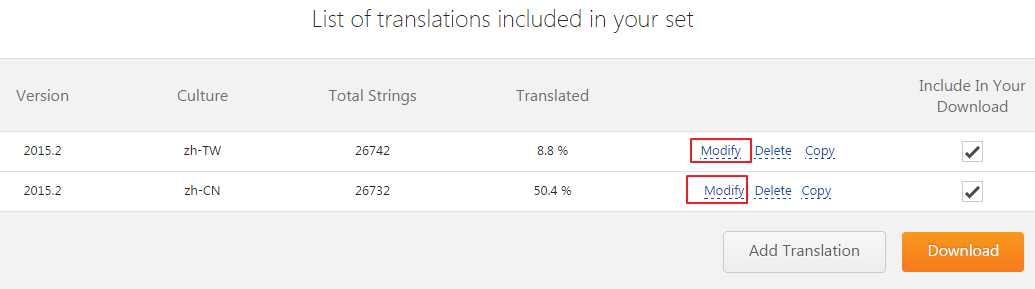 List of translations included in your set
Version Culture Total Strings Translated Include In Your Download
2015.2 zh-TW 26742 8.8 % Modify Delete Copy
2015.2 zh-CN 26732 50.4 % Modify Delete Copy
Add Translation Download